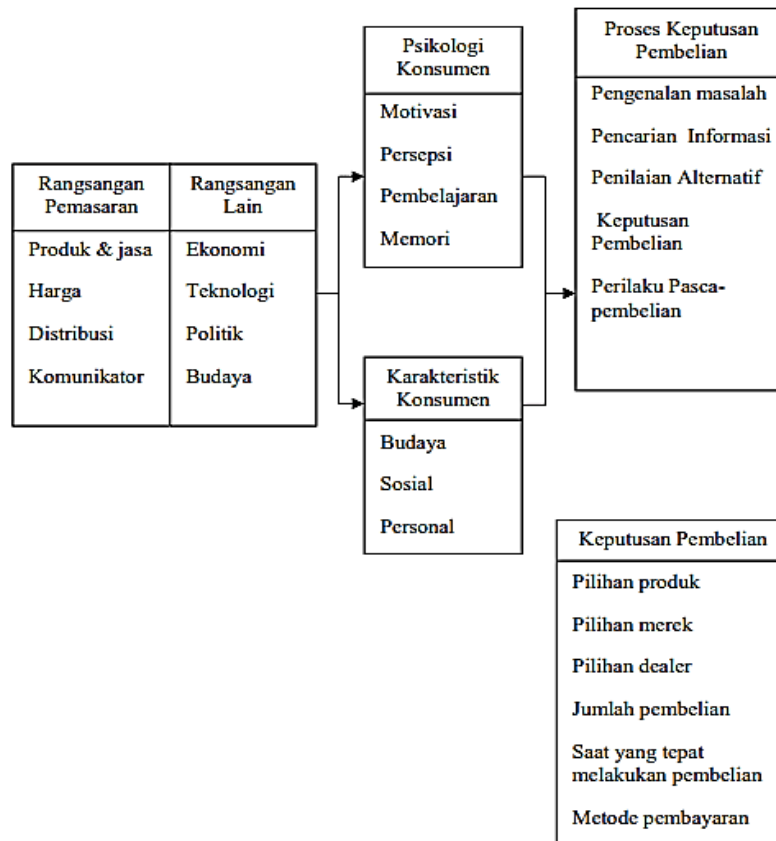 Rangsangan
Pemasaran
Produk & jasa
Harga
Distribusi
Komunikator
Rangsangan
Lain
Ekonomi
Teknologi
Politik
Budaya
Psikologi
Konsumen
Motivasi
Persepsi
Pembelajaran
Memori
Karakteristik
Konsumen
Budaya
Sosial
Personal
Proses Keputusan
Pembelian
Pengenalan masalah
Pencarian Informasi
Penilaian Alternatif
Keputusan
Pembelian
Perilaku Pasca-
pembelian
Keputusan Pembelian
Pilihan produk
Pilihan merek
Pilihan dealer
Jumlah pembelian
Saat yang tepat
melakukan pembelian
Metode pembayaran